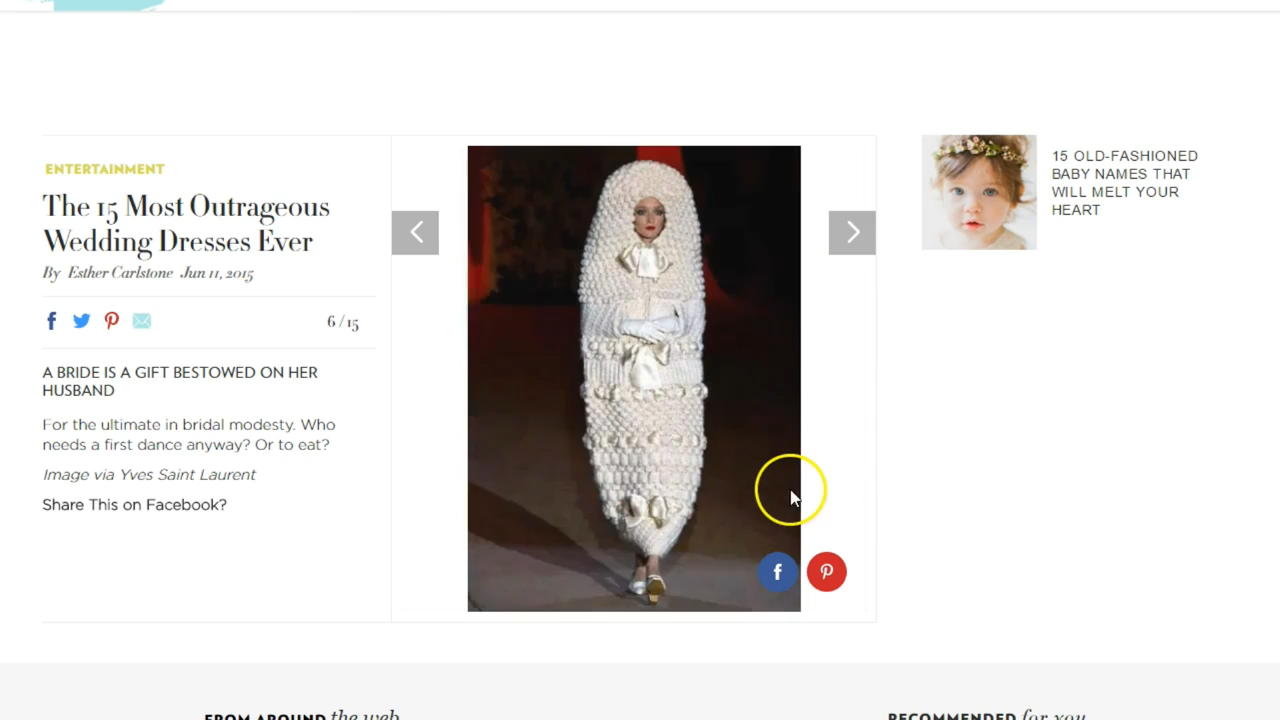 ENTERTAINMENT
The 15 Most Outrageous
Wedding Dresses Ever
By Esther Carlstone Jun 11, 2015
6 / 15
A BRIDE IS A GIFT BESTOWED ON HER
HUSBAND
For the ultimate in bridal modesty. Who
needs a first dance anyway? Or to eat?
Image via Yves Saint Laurent
Share This on Facebook?
15 OLD-FASHIONED
BABY NAMES THAT
WILL MELT YOUR
HEART
FROM AROUND the web
RECOMMENDED for you